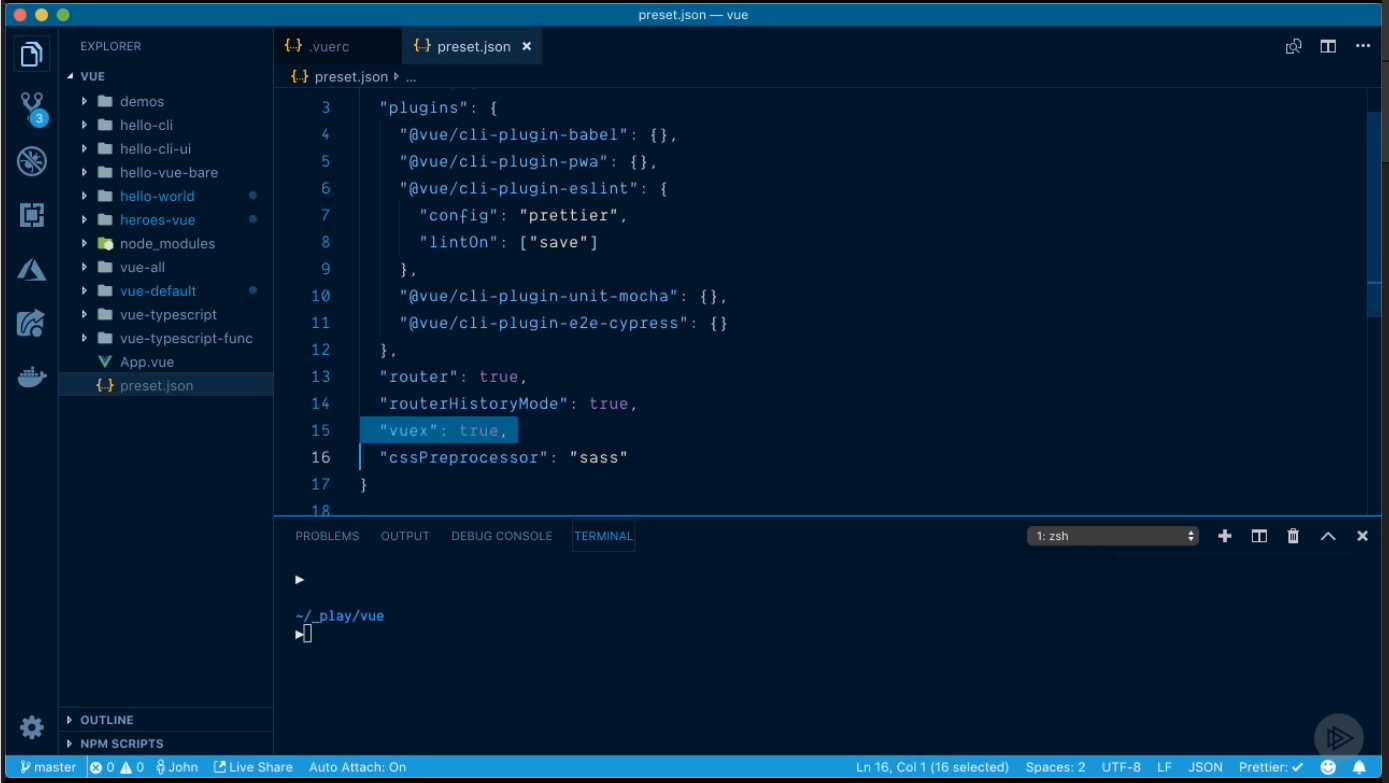 preset.json — vue
EXPLORER
VUE
demos
hello-cli
hello-cli-ui
hello-vue-bare
hello-world
heroes-vue
node_modules
vue-all
vue-default
vue-typescript
vue-typescript-func
App.vue
{..} preset.json
OUTLINE
NPM SCRIPTS
3
{..} .vuerc
{..} preset.json ×
{..} preset.json ▸ ...
3 "plugins": {
4 "@vue/cli-plugin-babel": {},
5 "@vue/cli-plugin-pwa": {},
6 "@vue/cli-plugin-eslint": {
7 "config": "prettier",
8 "lintOn": ["save"]
9 },
10 "@vue/cli-plugin-unit-mocha": {},
11 "@vue/cli-plugin-e2e-cypress": {}
12 },
13 "router": true,
14 "routerHistoryMode": true,
15 "vuex": true,
16 "cssPreprocessor": "sass"
17 }
18
PROBLEMS OUTPUT DEBUG CONSOLE TERMINAL 1: zsh
~/_play/vue
master 0 0 John Live Share Auto Attach: On Ln 16, Col 1 (16 selected) Spaces: 2 UTF-8 LF JSON Prettier: ✓